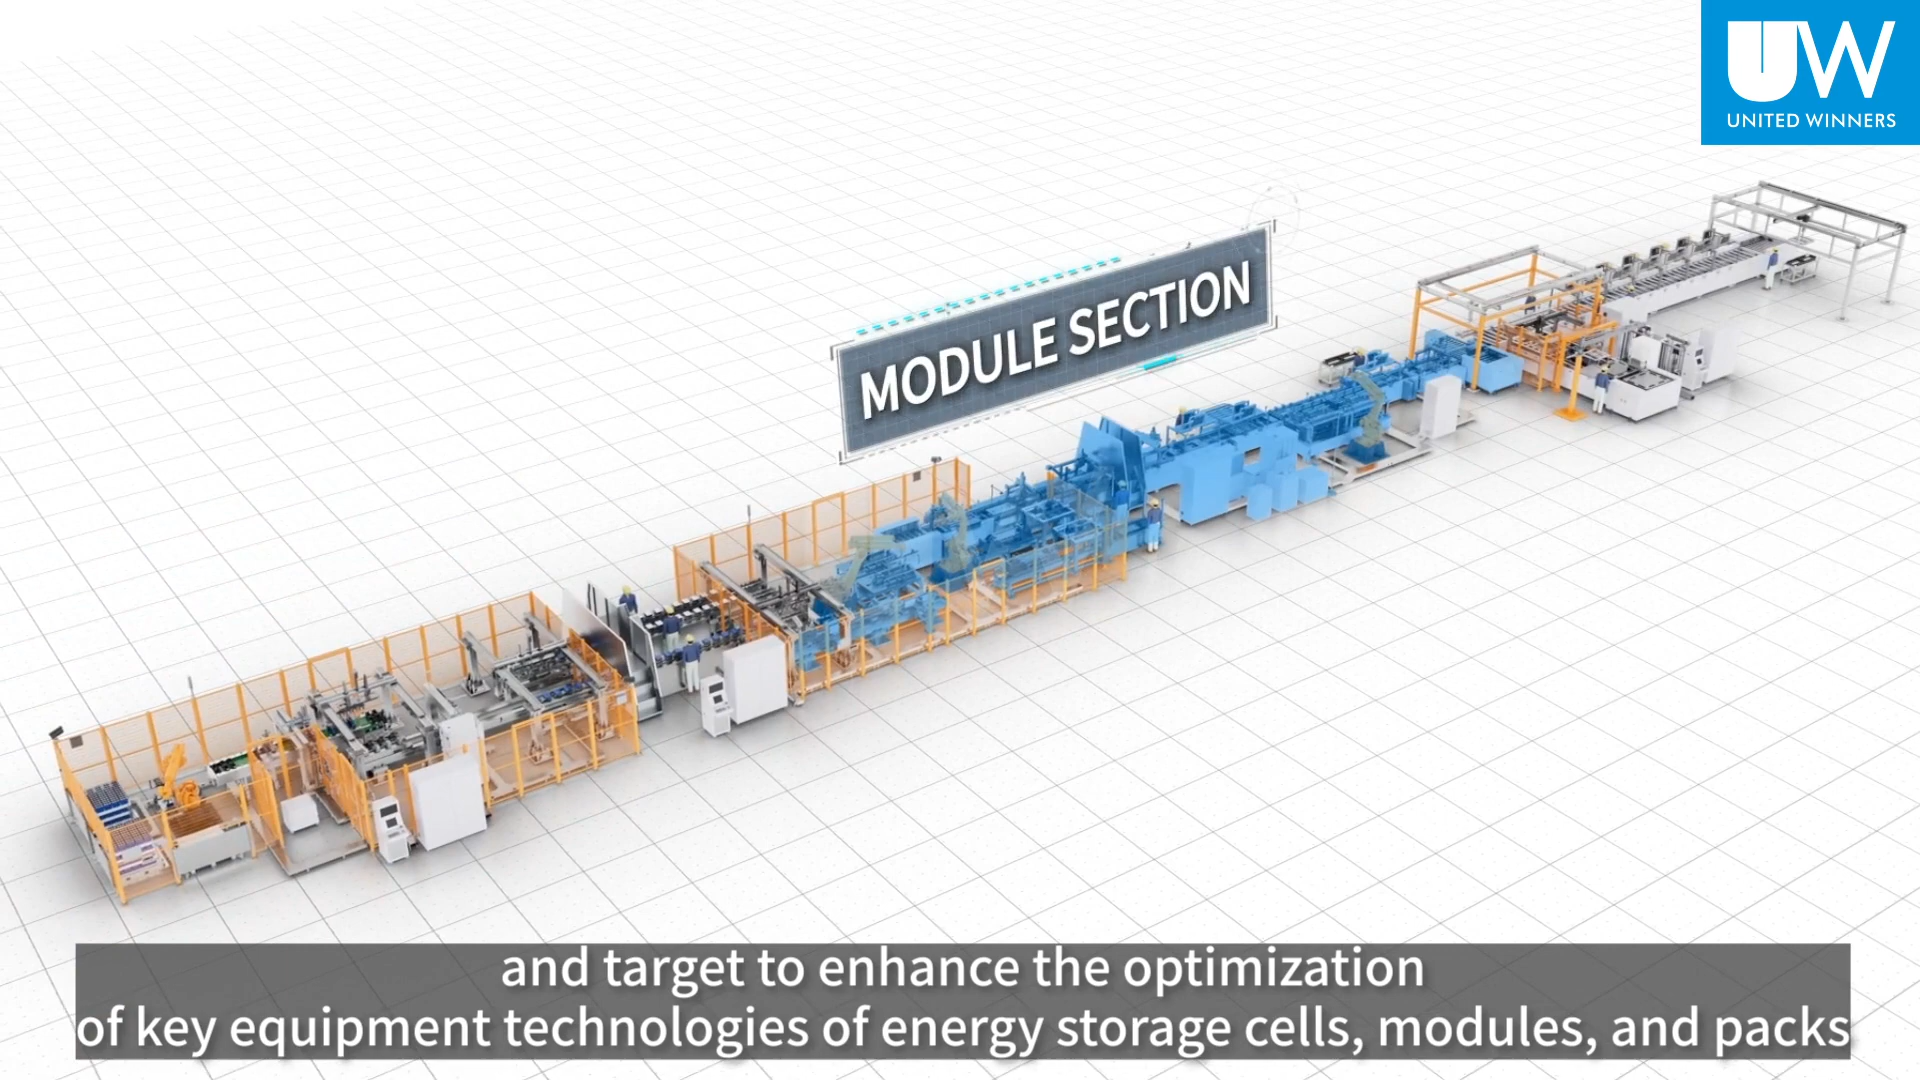 UW
UNITED WINNERS
MODULE SECTION
and target to enhance the optimization
of key equipment technologies of energy storage cells, modules, and packs